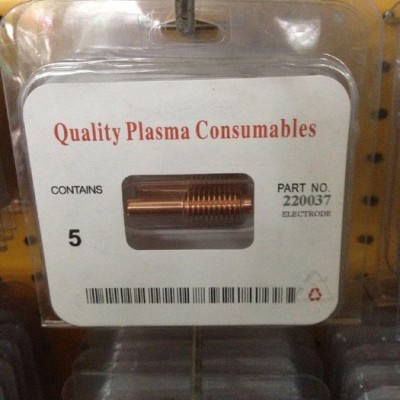 Quality Plasma Consumables
CONTAINS
5
PART NO.
220037
ELECTRODE